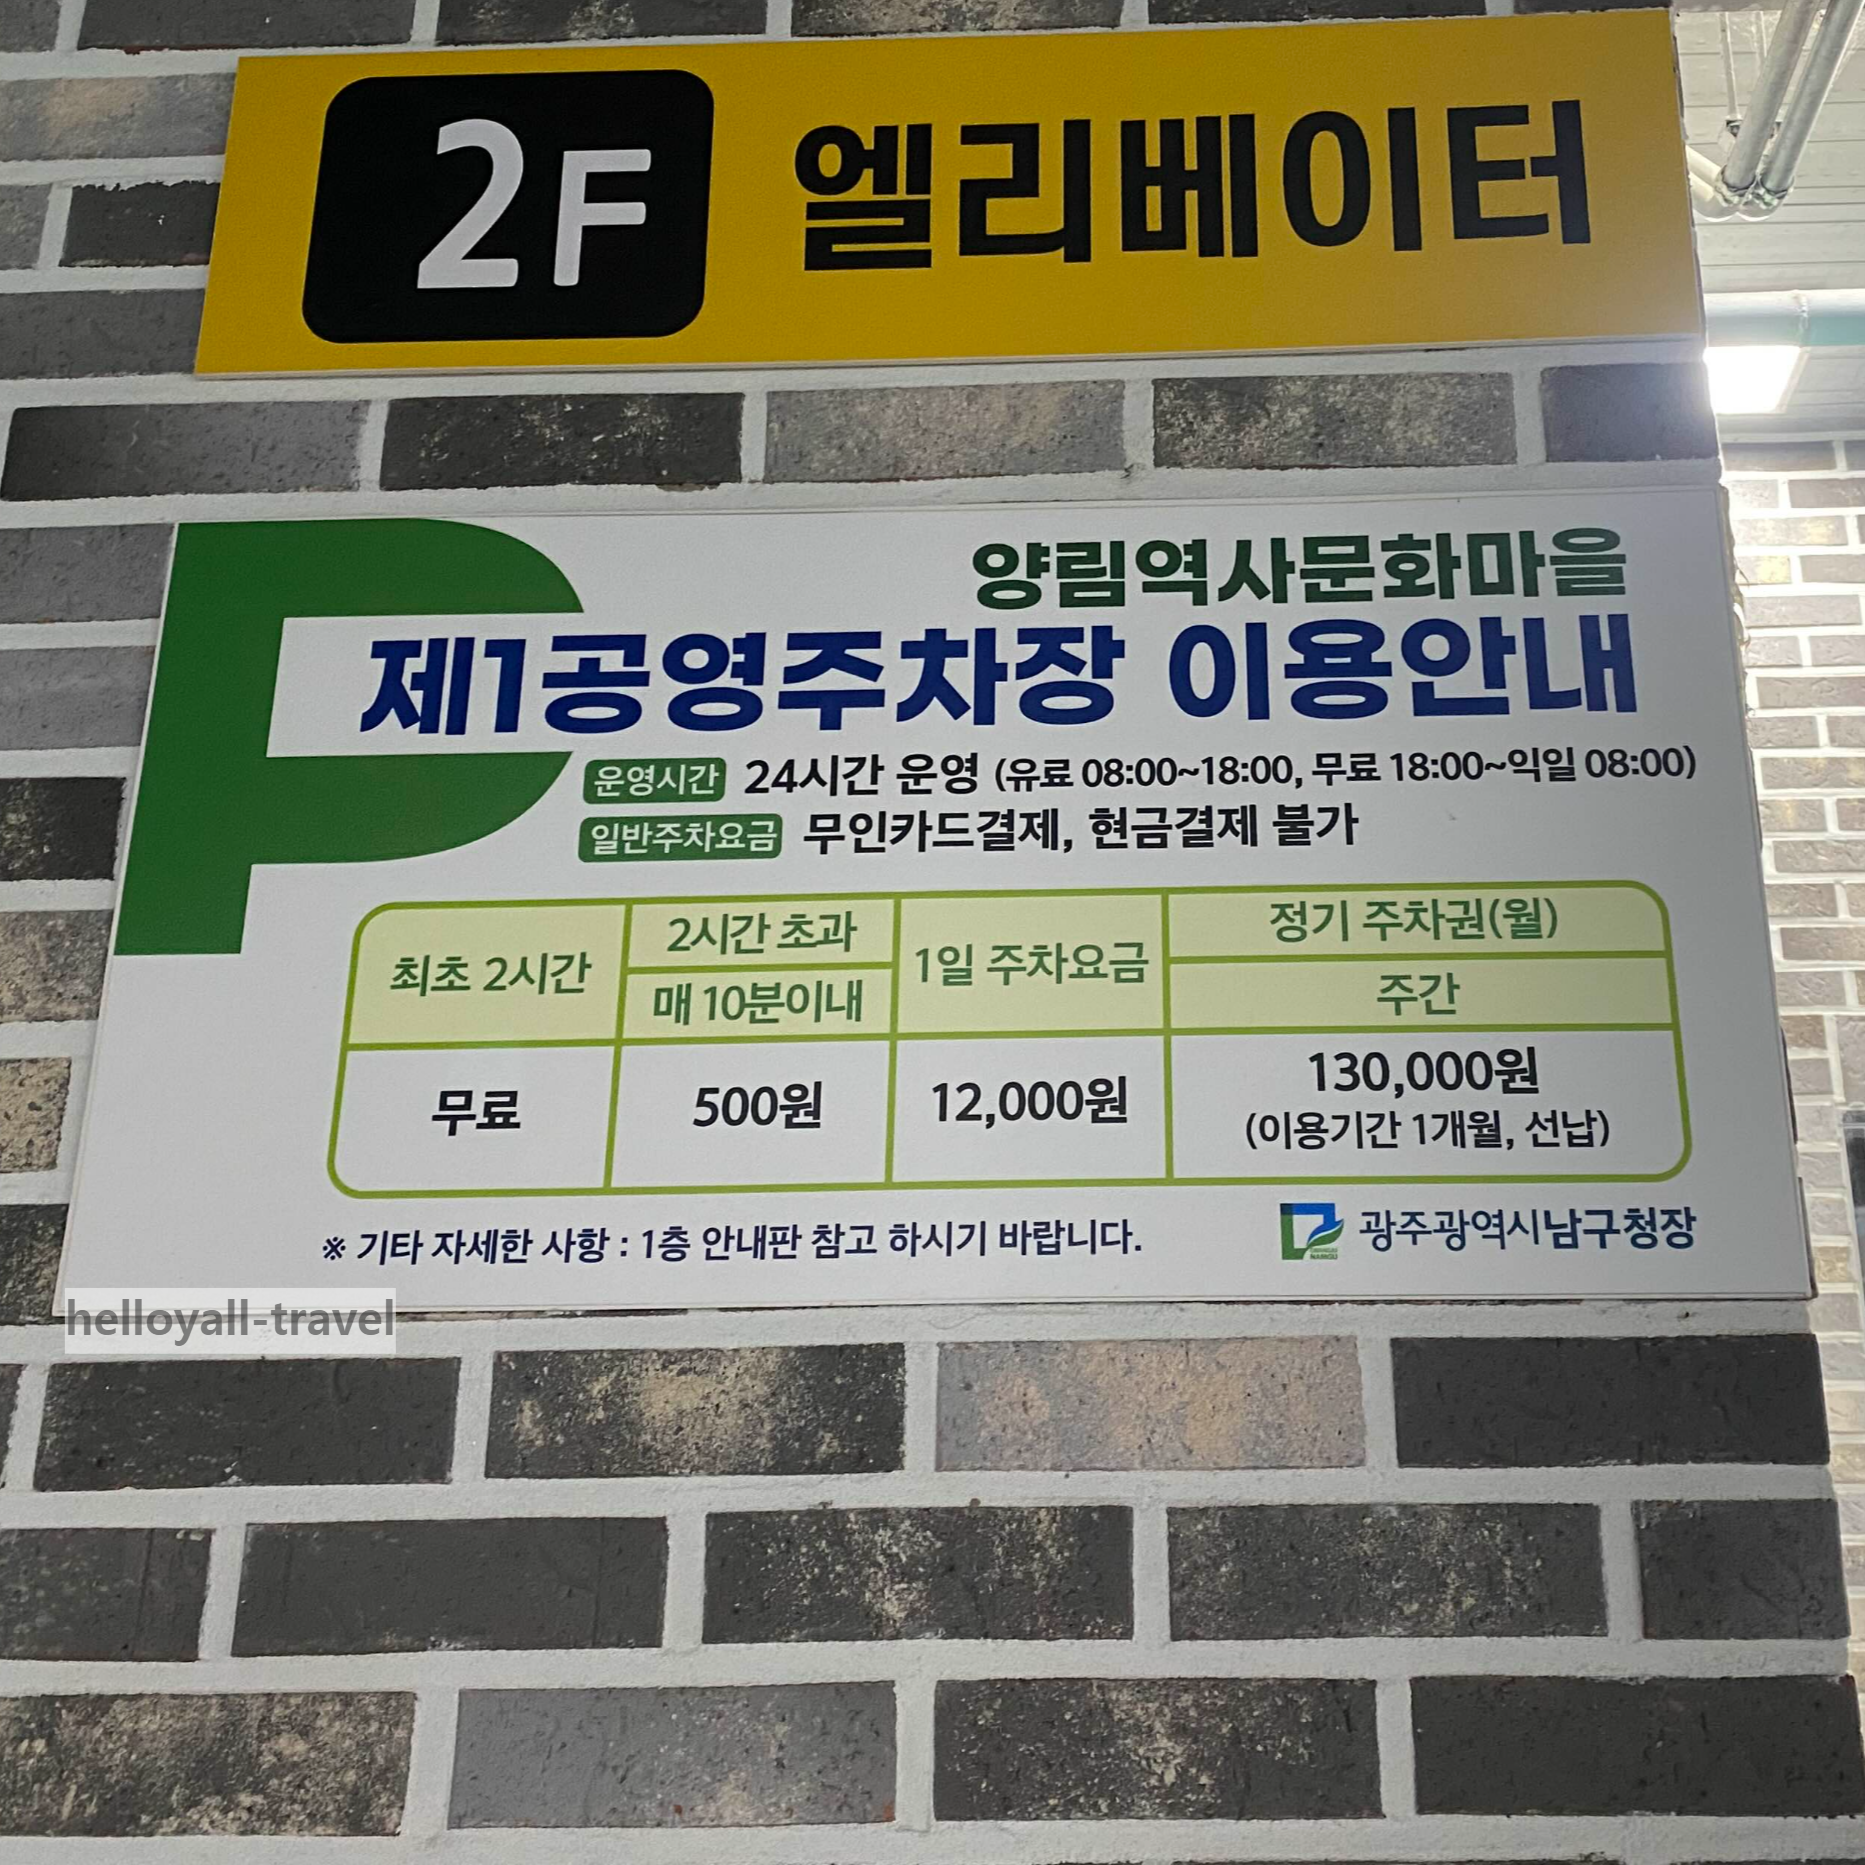 2F 엘리베이터
양림역사문화마을
제1공영주차장 이용안내
운영시간 24시간 운영 (유료 08:00~18:00, 무료 18:00~익일 08:00)
일반주차요금 무인카드결제, 현금결제 불가
최초 2시간
2시간 초과
매 10분이내
1일 주차요금
정기 주차권(월)
주간
무료
500원
12,000원
130,000원
(이용기간 1개월, 선납)
※ 기타 자세한 사항 : 1층 안내판 참고 하시기 바랍니다.
광주광역시남구청장
helloyall-travel